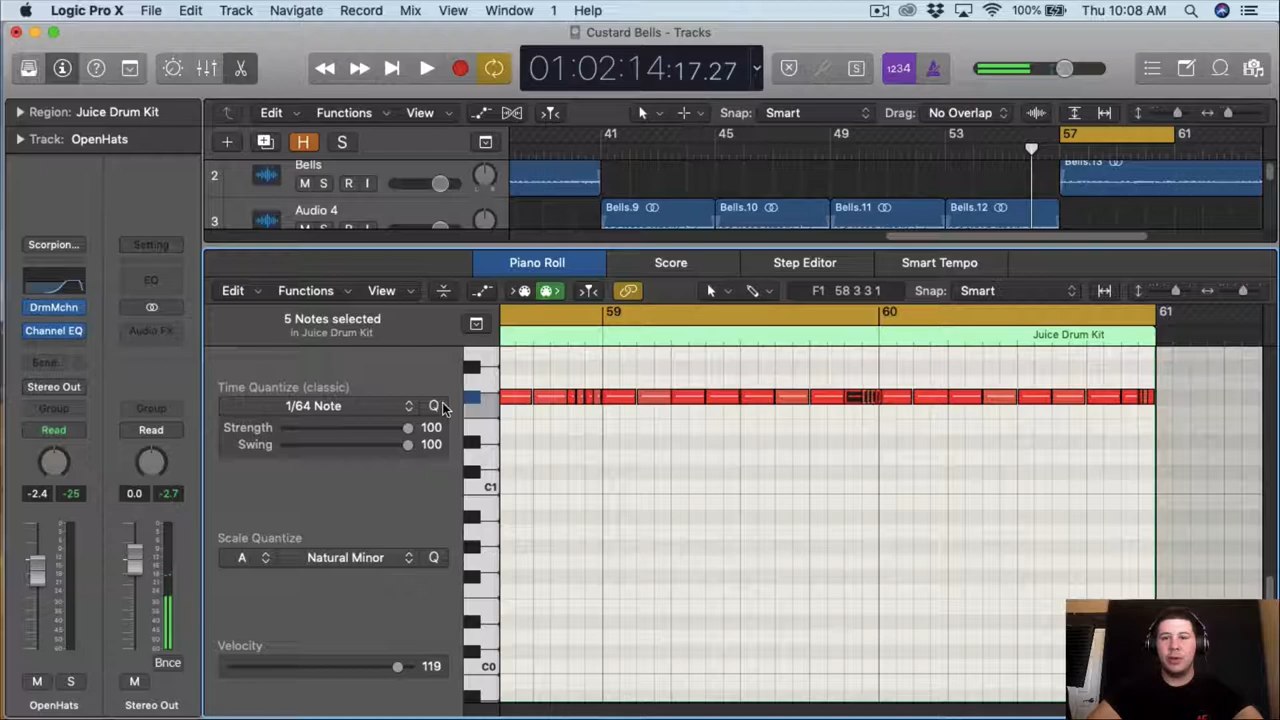 Logic Pro X File Edit Track Navigate Record Mix View Window 1 Help 100% Thu 10:08 AM
Custard Bells - Tracks
01:02:14:17.27 1234
Region: Juice Drum Kit
Edit Functions View Snap: Smart Drag: No Overlap
Track: OpenHats
H S 41 45 49 53 57 61
2 Bells Bells.13
M S R I
3 Audio 4 Bells.9 Bells.10 Bells.11 Bells.12
Scorpion... Setting
EQ
DrmMchn
Channel EQ Audio FX
Stereo Out
Group Group
Read Read
-2.4 -25 0.0 -2.7
Bnce
M S M
OpenHats Stereo Out
Piano Roll Score Step Editor Smart Tempo
Edit Functions View F1 58 3 3 1 Snap: Smart
5 Notes selected
in Juice Drum Kit
59 60 61
Juice Drum Kit
Time Quantize (classic)
1/64 Note Q
Strength 100
Swing 100
C1
Scale Quantize
A Natural Minor Q
Velocity
119
C0